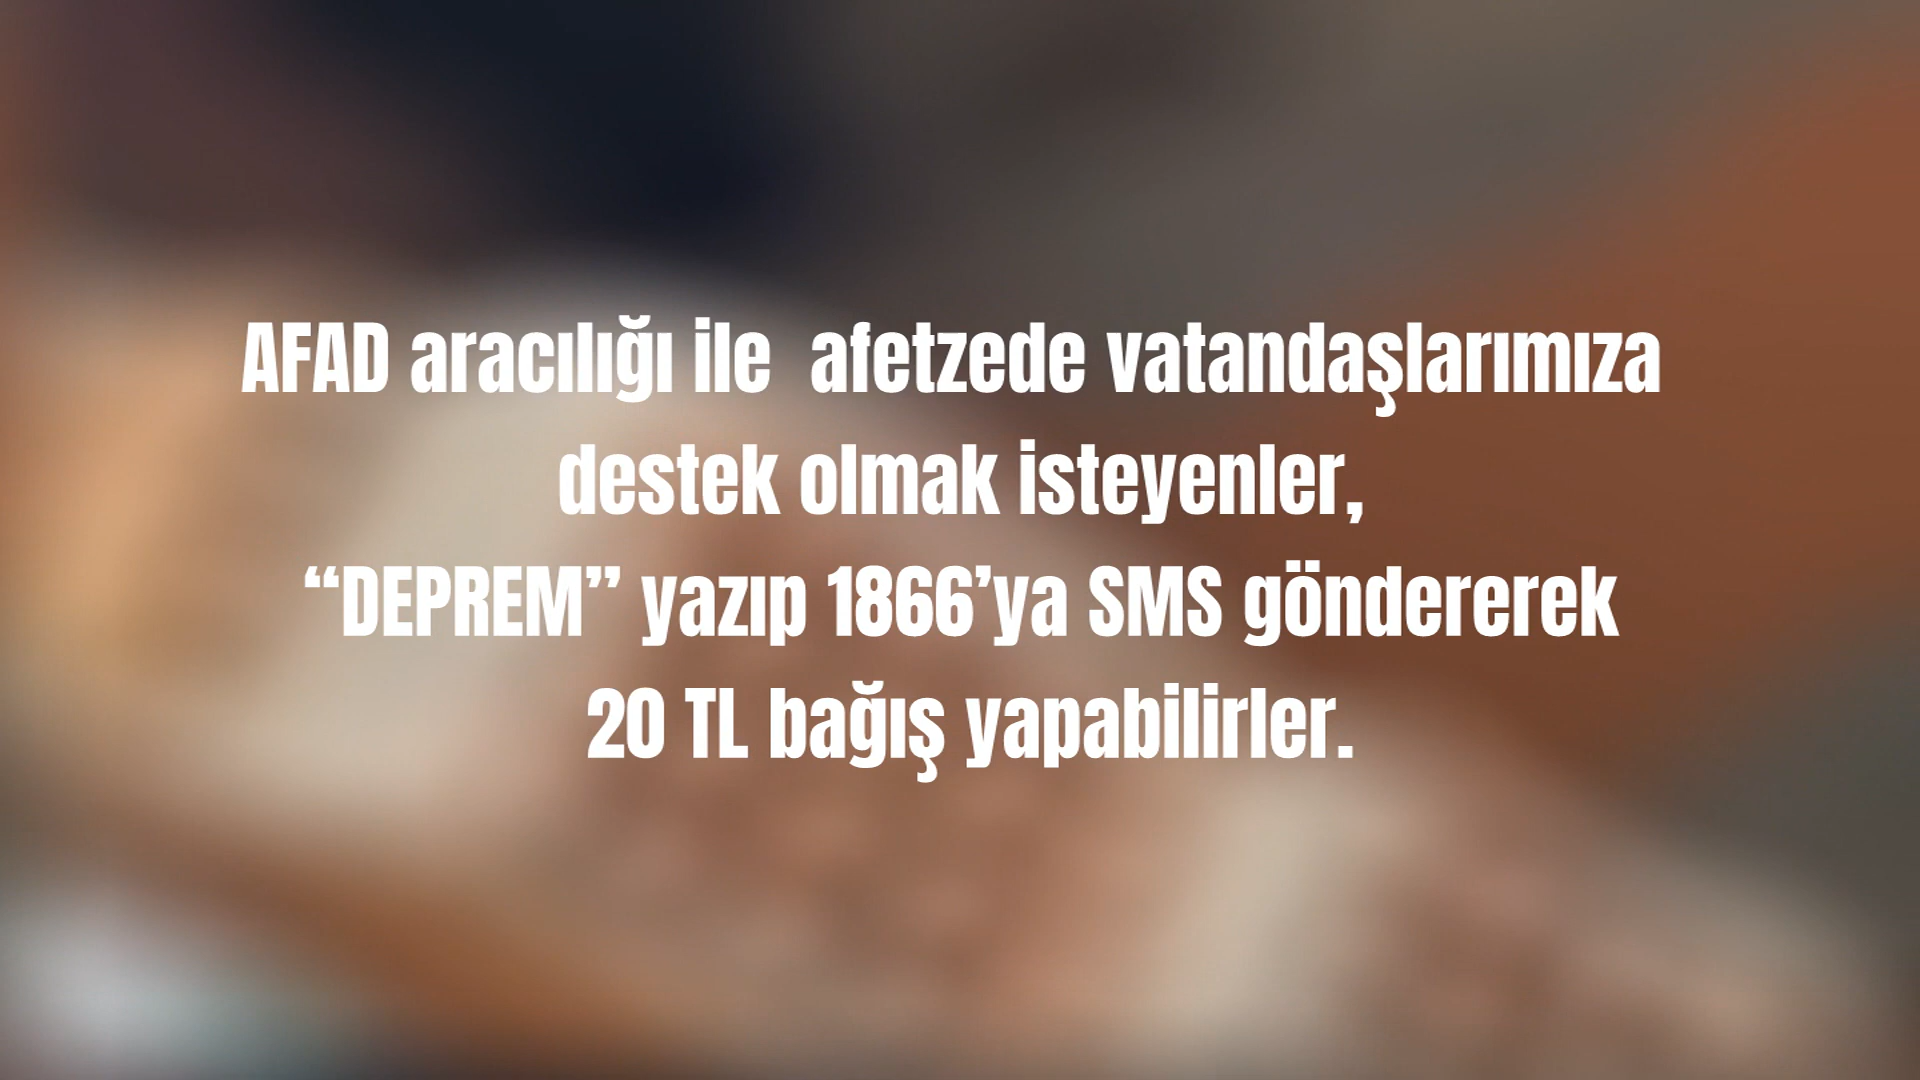 AFAD aracılığı ile  afetzede vatandaşlarımıza
destek olmak isteyenler,
“DEPREM” yazıp 1866’ya SMS göndererek
20 TL bağış yapabilirler.